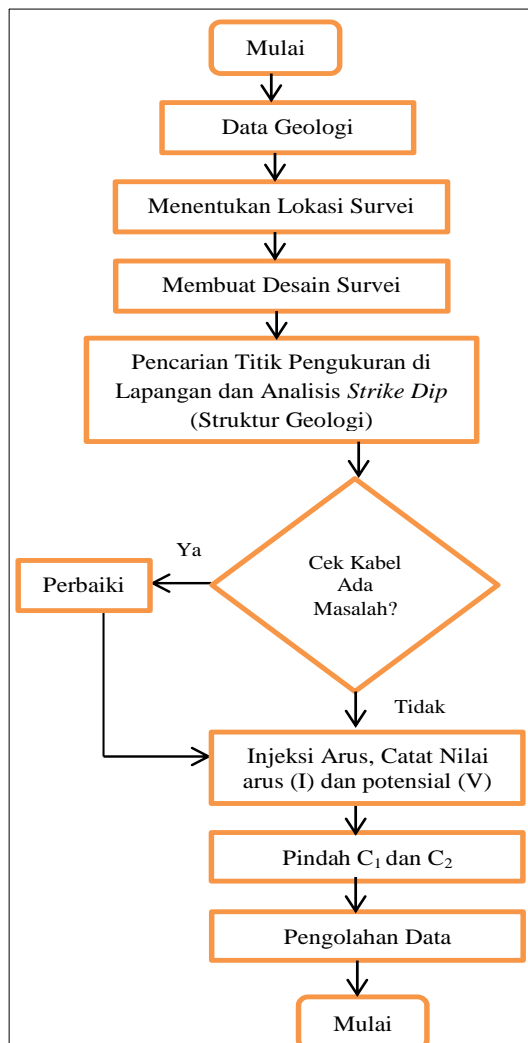 Mulai
Data Geologi
Menentukan Lokasi Survei
Membuat Desain Survei
Pencarian Titik Pengukuran di
Lapangan dan Analisis Strike Dip
(Struktur Geologi)
Ya
Cek Kabel
Ada
Masalah?
Perbaiki
Tidak
Injeksi Arus, Catat Nilai
arus (I) dan potensial (V)
Pindah C₁ dan C₂
Pengolahan Data
Mulai